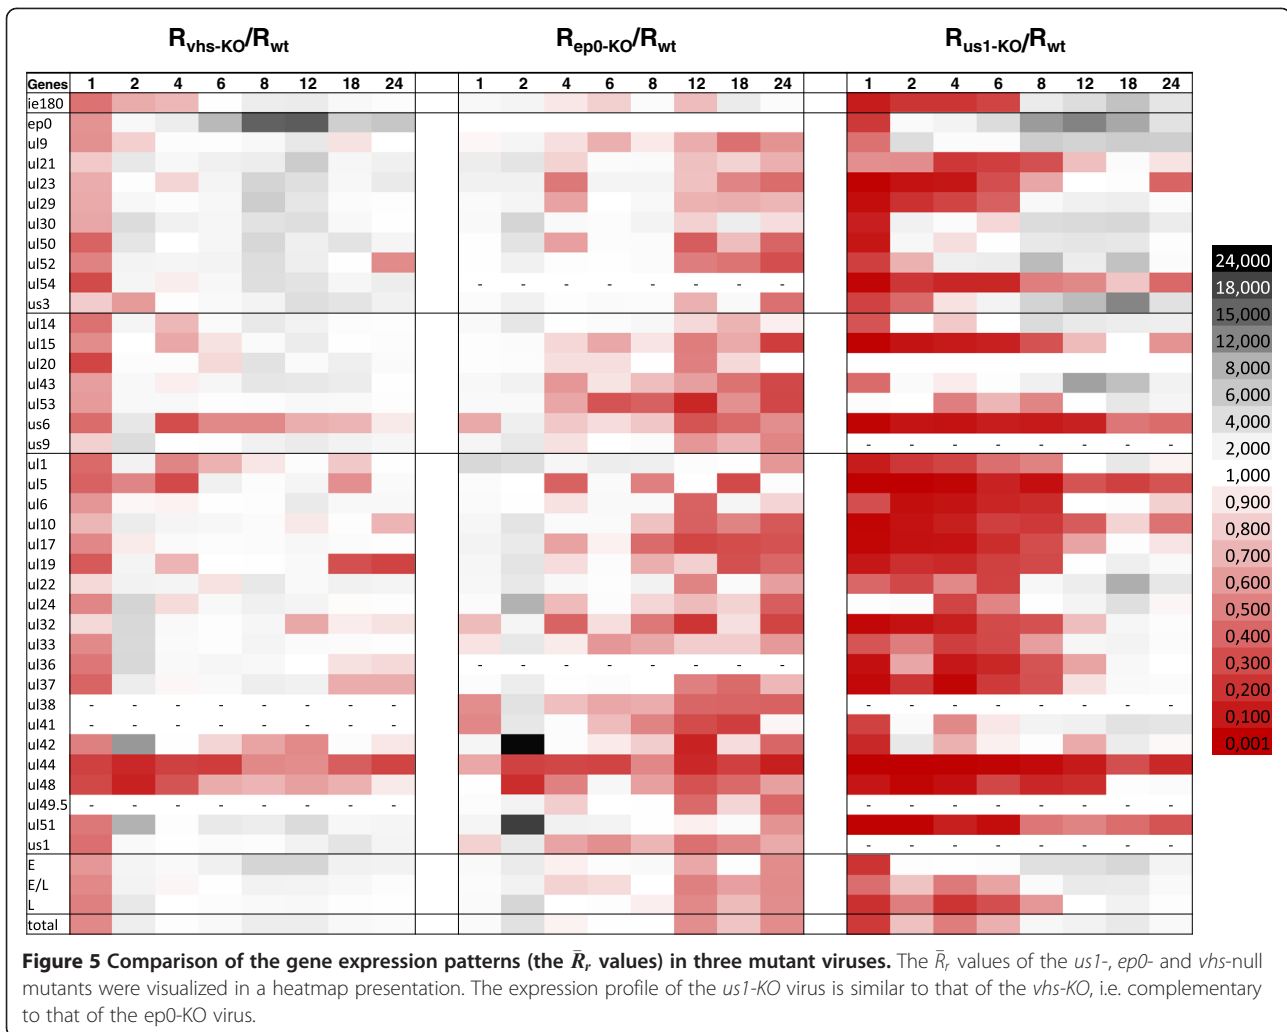 R_vhs-KO/R_wt R_ep0-KO/R_wt R_us1-KO/R_wt
Genes 1 2 4 6 8 12 18 24 1 2 4 6 8 12 18 24 1 2 4 6 8 12 18 24
ie180
ep0
ul9
ul21
ul23
ul29
ul30
ul50
ul52
ul54 - - - - - - - -
us3
ul14
ul15
ul20
ul43
ul53
us6
us9 - - - - - - - -
ul1
ul5
ul6
ul10
ul17
ul19
ul22
ul24
ul32
ul33
ul36 - - - - - - - -
ul37
ul38 - - - - - - - - - - - - - - - -
ul41 - - - - - - - -
ul42
ul44
ul48
ul49.5 - - - - - - - - - - - - - - - -
ul51
us1 - - - - - - - -
E
E/L
L
total
24,000
18,000
15,000
12,000
8,000
6,000
4,000
2,000
1,000
0,900
0,800
0,700
0,600
0,500
0,400
0,300
0,200
0,100
0,001
Figure 5 Comparison of the gene expression patterns (the R̄r values) in three mutant viruses. The R̄r values of the us1-, ep0- and vhs-null
mutants were visualized in a heatmap presentation. The expression profile of the us1-KO virus is similar to that of the vhs-KO, i.e. complementary
to that of the ep0-KO virus.